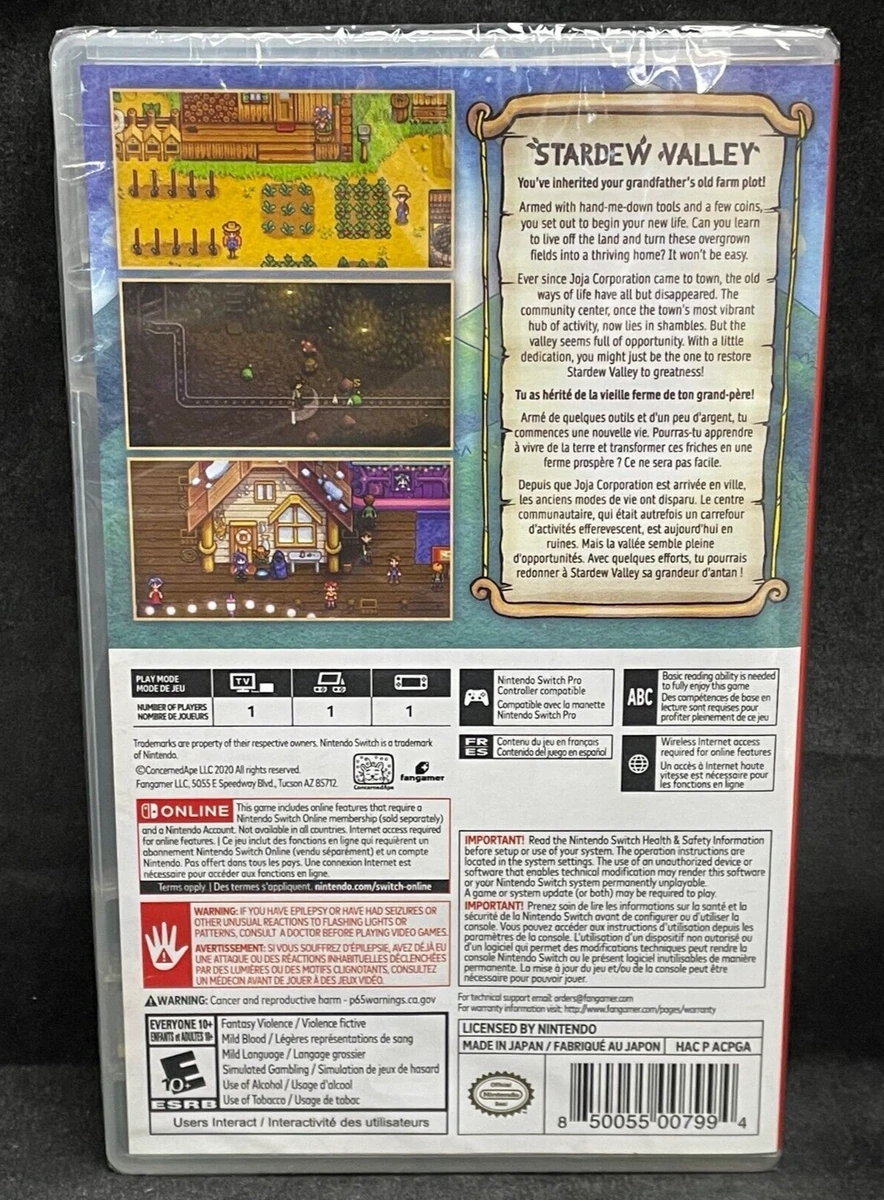 STARDEW VALLEY
You've inherited your grandfather's old farm plot!
Armed with hand-me-down tools and a few coins,
you set out to begin your new life. Can you learn
to live off the land and turn these overgrown
fields into a thriving home? It won't be easy.
Ever since Joja Corporation came to town, the old
ways of life have all but disappeared. The
community center, once the town's most vibrant
hub of activity, now lies in shambles. But the
valley seems full of opportunity. With a little
dedication, you might just be the one to restore
Stardew Valley to greatness!
Tu as hérité de la vieille ferme de ton grand-père!
Armé de quelques outils et d'un peu d'argent, tu
commences une nouvelle vie. Pourras-tu apprendre
à vivre de la terre et transformer ces friches en
une ferme prospère ? Ce ne sera pas facile.
Depuis que Joja Corporation est arrivée en ville,
les anciens modes de vie ont disparu. Le centre
communautaire, qui était autrefois un carrefour
d'activités efferevescent, est aujourd'hui en
ruines. Mais la vallée semble pleine
d'opportunités. Avec quelques efforts, tu pourrais
redonner à Stardew Valley sa grandeur d'antan !
PLAY MODE
MODE DE JEU
TV
NUMBER OF PLAYERS
NOMBRE DE JOUEURS
1
1
1
Nintendo Switch Pro
Controller compatible
Compatible avec la manette
Nintendo Switch Pro
ABC
Basic reading ability is needed
to fully enjoy this game
Des compétences de base en
lecture sont requises pour
profiter pleinement de ce jeu
FR
ES
Contenu du jeu en français
Contenido del juego en español
Wireless Internet access
required for online features
Un accès à Internet haute
vitesse est nécessaire pour
les fonctions en ligne
Trademarks are property of their respective owners. Nintendo Switch is a trademark
of Nintendo.
©ConcernedApe LLC 2020 All rights reserved.
Fangamer LLC, 5055 E Speedway Blvd., Tucson AZ 85712.
ConcernedApe
fangamer
ONLINE
This game includes online features that require a
Nintendo Switch Online membership (sold separately)
and a Nintendo Account. Not available in all countries. Internet access required
for online features. | Ce jeu inclut des fonctions en ligne qui requièrent un
abonnement Nintendo Switch Online (vendu séparément) et un compte
Nintendo. Pas offert dans tous les pays. Une connexion Internet est
nécessaire pour accéder aux fonctions en ligne.
Terms apply. | Des termes s'appliquent. nintendo.com/switch-online
WARNING: IF YOU HAVE EPILEPSY OR HAVE HAD SEIZURES OR
OTHER UNUSUAL REACTIONS TO FLASHING LIGHTS OR
PATTERNS, CONSULT A DOCTOR BEFORE PLAYING VIDEO GAMES.
AVERTISSEMENT: SI VOUS SOUFFREZ D'ÉPILEPSIE, AVEZ DÉJÀ EU
UNE ATTAQUE OU DES RÉACTIONS INHABITUELLES DÉCLENCHÉES
PAR DES LUMIÈRES OU DES MOTIFS CLIGNOTANTS, CONSULTEZ
UN MÉDECIN AVANT DE JOUER À DES JEUX VIDÉO.
WARNING: Cancer and reproductive harm - p65warnings.ca.gov
IMPORTANT! Read the Nintendo Switch Health & Safety Information
before setup or use of your system. The operation instructions are
located in the system settings. The use of an unauthorized device or
software that enables technical modification may render this software
or your Nintendo Switch system permanently unplayable.
A game or system update (or both) may be required to play.
IMPORTANT! Prenez soin de lire les informations sur la santé et la
sécurité de la Nintendo Switch avant de configurer ou d'utiliser la
console. Vous pouvez accéder aux instructions d'utilisation depuis les
paramètres de la console. L'utilisation d'un dispositif non autorisé ou
d'un logiciel qui permet des modifications techniques peut rendre la
console Nintendo Switch ou le présent logiciel inutilisables de manière
permanente. La mise à jour du jeu et/ou de la console peut être
nécessaire pour pouvoir jouer.
For technical support email: orders@fangamer.com
For warranty information visit: http://www.fangamer.com/pages/warranty
EVERYONE 10+
ENFANTS et ADULTES 10+
E
10+
ESRB
Fantasy Violence / Violence fictive
Mild Blood / Légères représentations de sang
Mild Language / Langage grossier
Simulated Gambling / Simulation de jeux de hasard
Use of Alcohol / Usage d'alcool
Use of Tobacco / Usage de tabac
Users Interact / Interactivité des utilisateurs
LICENSED BY NINTENDO
MADE IN JAPAN / FABRIQUÉ AU JAPON
HAC P ACPGA
Official
Nintendo
Seal
8 50055 00799 4